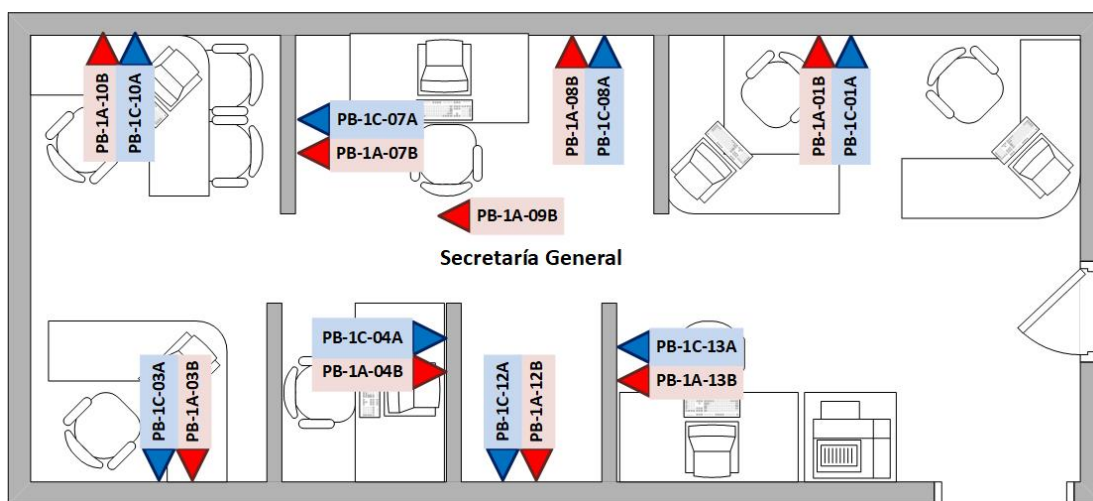 PB-1A-10B
PB-1C-10A
PB-1C-07A
PB-1A-07B
PB-1A-08B
PB-1C-08A
PB-1A-01B
PB-1C-01A
PB-1A-09B
Secretaría General
PB-1C-03A
PB-1A-03B
PB-1C-04A
PB-1A-04B
PB-1C-12A
PB-1A-12B
PB-1C-13A
PB-1A-13B